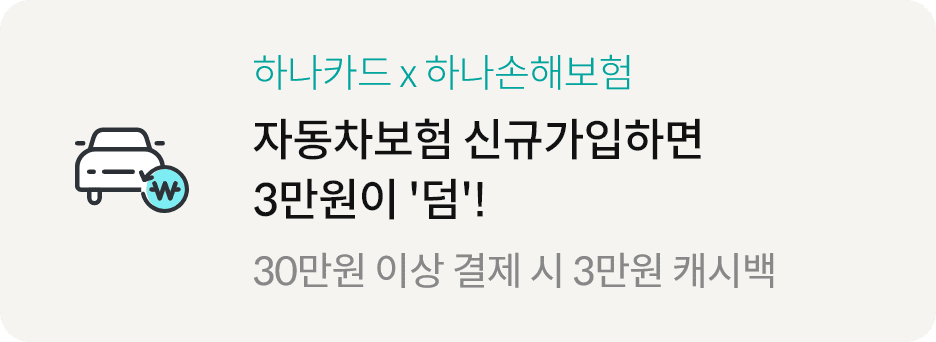 하나카드 x 하나손해보험
자동차보험 신규가입하면
3만원이 '덤'!
30만원 이상 결제 시 3만원 캐시백
₩